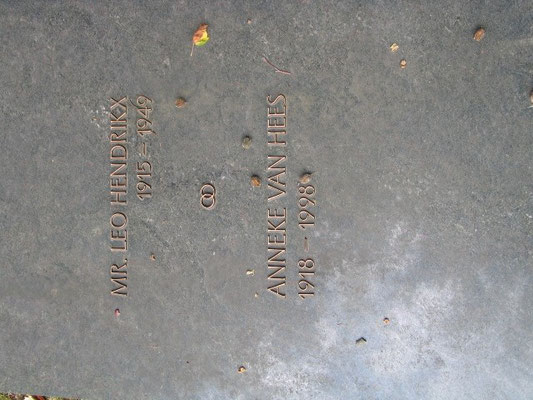 MR. LEO HENDRIKX
1915 – 1949
ANNEKE VAN HEES
1918 – 1998